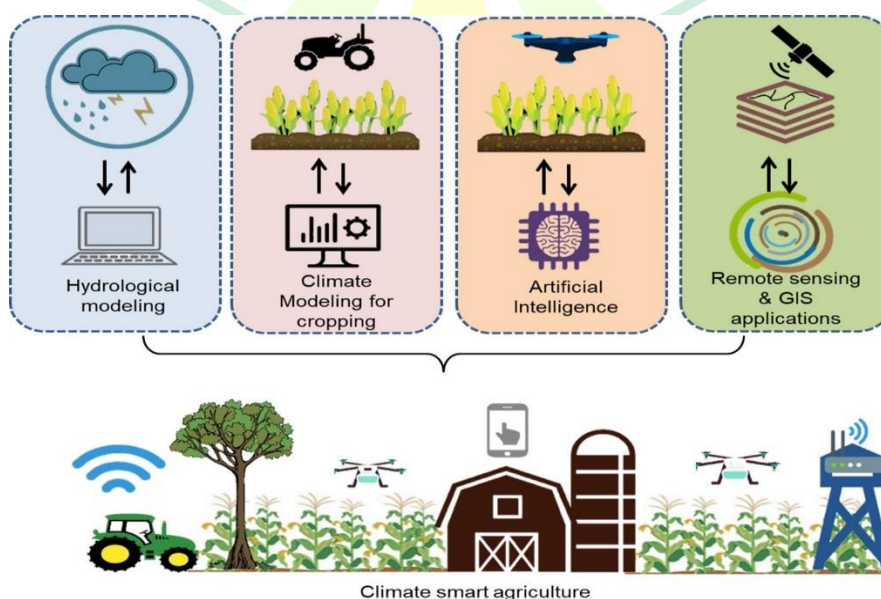 Hydrological
modeling
Climate
Modeling for
cropping
Artificial
Intelligence
Remote sensing
& GIS
applications
Climate smart agriculture